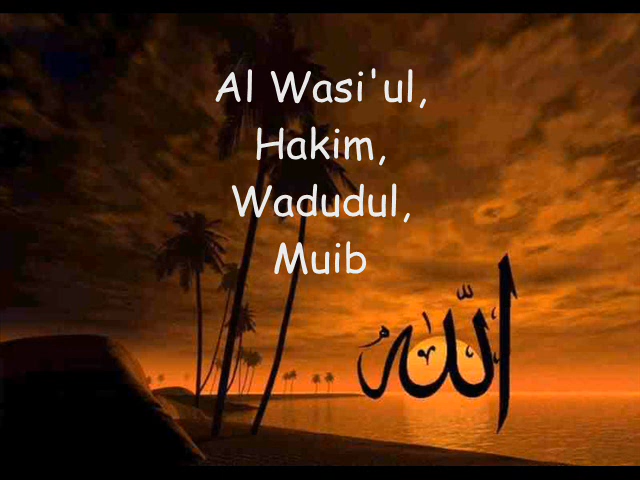 Al Wasi'ul,
Hakim,
Wadudul,
Muib
الله